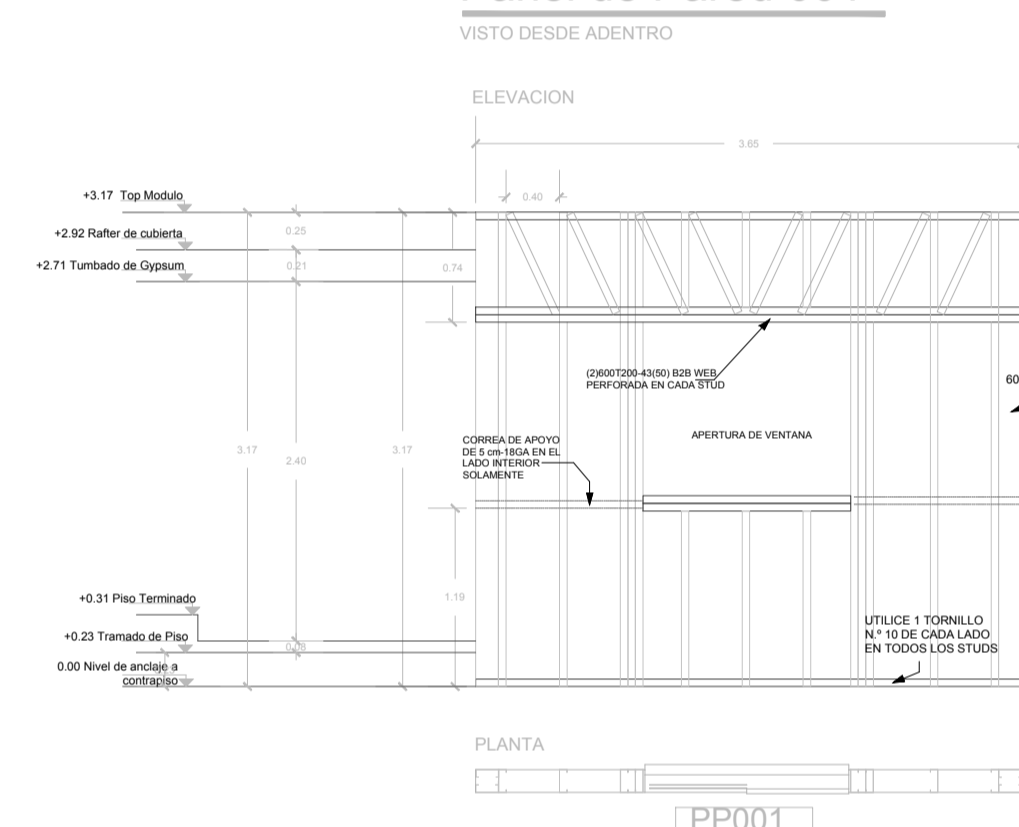 VISTO DESDE ADENTRO
ELEVACION
3.65
+3.17 Top Modulo
0.40
+2.92 Rafter de cubierta
0.25
+2.71 Tumbado de Gypsum
0.21
0.74
(2)600T200-43(50) B2B WEB
PERFORADA EN CADA STUD
60
CORREA DE APOYO
DE 5 cm-18GA EN EL
LADO INTERIOR
SOLAMENTE
APERTURA DE VENTANA
3.17
2.40
3.17
1.19
+0.31 Piso Terminado
+0.23 Tramado de Piso
0.08
0.00 Nivel de anclaje a
contrapiso
UTILICE 1 TORNILLO
N.º 10 DE CADA LADO
EN TODOS LOS STUDS
PLANTA
PP001